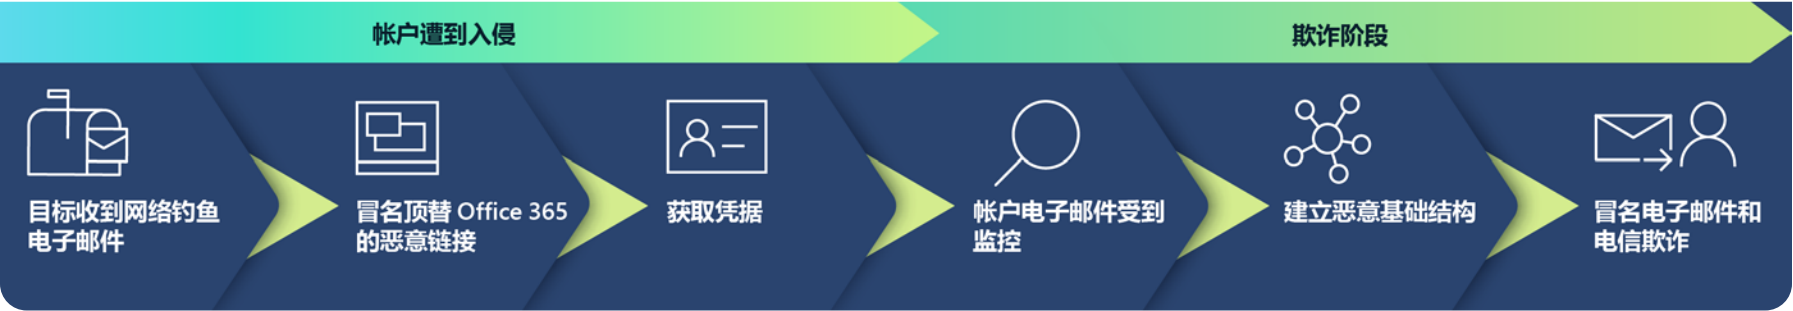 帐户遭到入侵
欺诈阶段
目标收到网络钓鱼
电子邮件
冒名顶替 Office 365
的恶意链接
获取凭据
帐户电子邮件受到
监控
建立恶意基础结构
冒名电子邮件和
电信欺诈